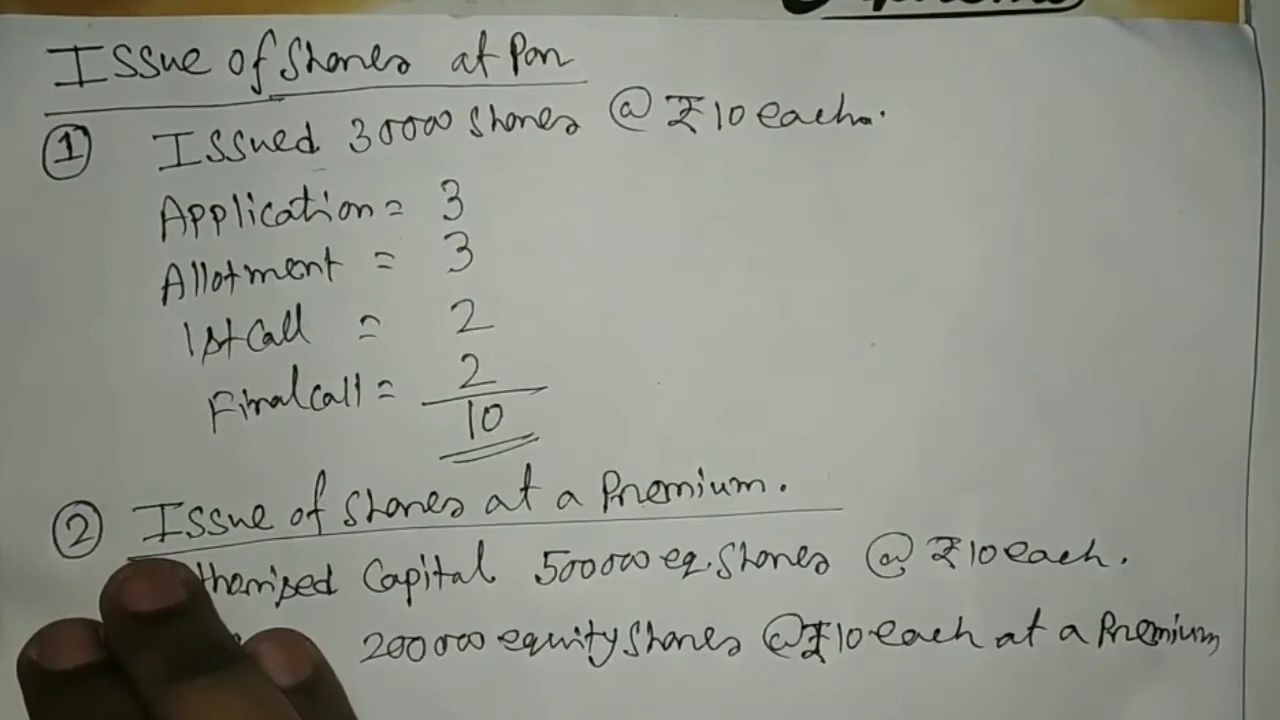 Issue of Shares at Par
① Issued 30000 shares @ ₹10 each.
Application = 3
Allotment = 3
1st Call = 2
Final call = 2
10
② Issue of Shares at a Premium.
thorised Capital 500000 eq. Shares @ ₹10 each.
200000 equity Shares @ ₹10 each at a Premium,